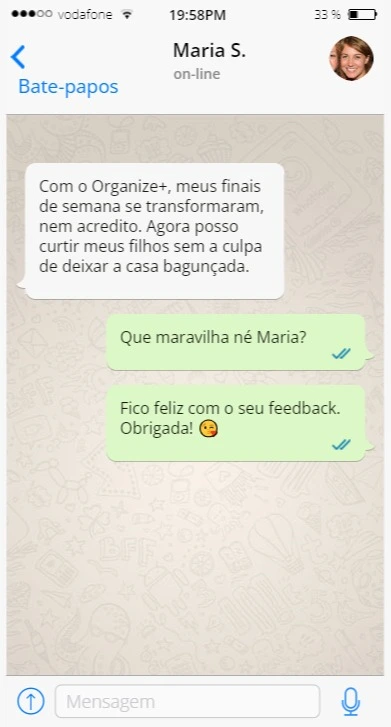 vodafone 19:58PM 33 %
Maria S.
on-line
Bate-papos
Com o Organize+, meus finais
de semana se transformaram,
nem acredito. Agora posso
curtir meus filhos sem a culpa
de deixar a casa bagunçada.
Que maravilha né Maria?
Fico feliz com o seu feedback.
Obrigada! 😘
BFF
Mensagem